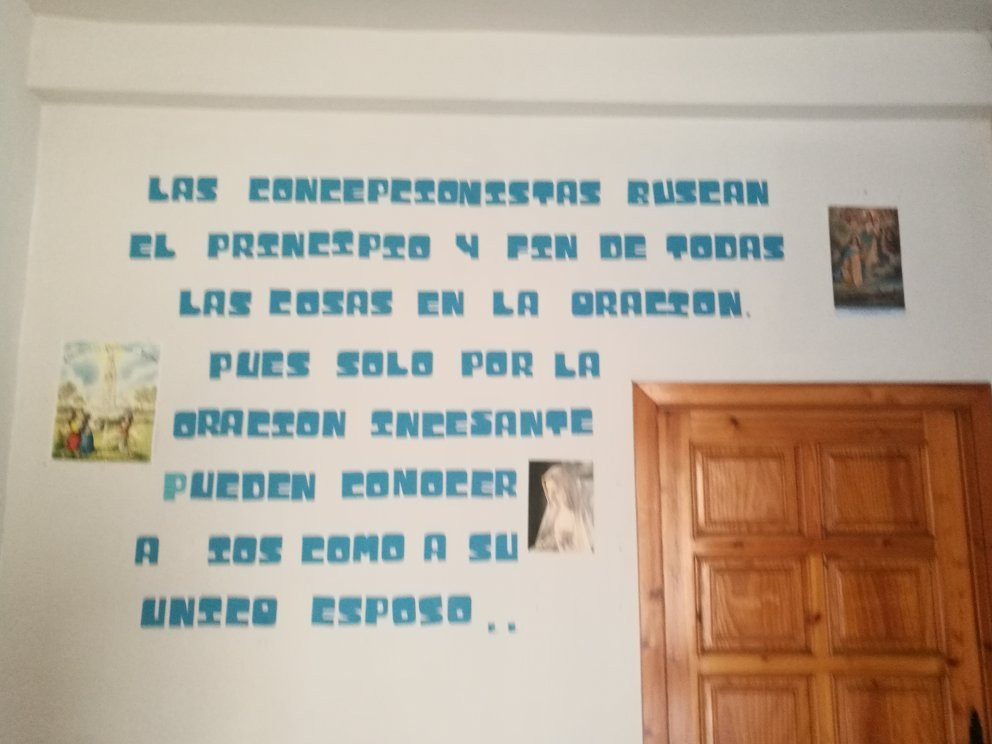 LAS CONCEPCIONISTAS BUSCAN
EL PRINCIPIO Y FIN DE TODAS
LAS COSAS EN LA ORACION.
PUES SOLO POR LA
ORACION INCESANTE
PUEDEN CONOCER
A IOS COMO A SU
UNICO ESPOSO..